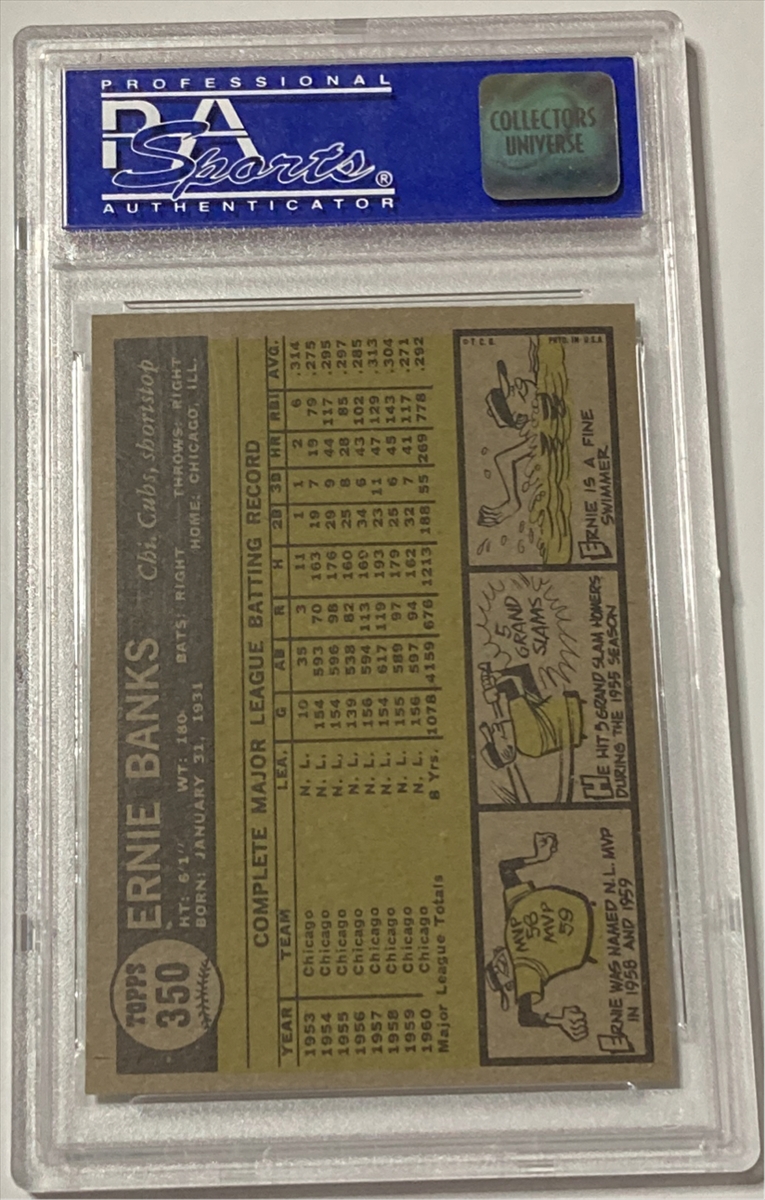 PROFESSIONAL
PSA
Sports®
AUTHENTICATOR
COLLECTORS
UNIVERSE
TOPPS
350
ERNIE BANKS Chi. Cubs, shortstop
HT: 6'1" WT: 180 BATS: RIGHT THROWS: RIGHT
BORN: JANUARY 31, 1931 HOME: CHICAGO, ILL.
COMPLETE MAJOR LEAGUE BATTING RECORD
YEAR TEAM LEA. G AB R H 2B 3B HR RBI AVG.
1953 Chicago N. L. 10 35 3 11 1 1 2 6 .314
1954 Chicago N. L. 154 593 70 163 19 7 19 79 .275
1955 Chicago N. L. 154 596 98 176 29 9 44 117 .295
1956 Chicago N. L. 139 538 82 160 25 8 28 85 .297
1957 Chicago N. L. 156 594 113 169 34 6 43 102 .285
1958 Chicago N. L. 154 617 119 193 23 11 47 129 .313
1959 Chicago N. L. 155 589 97 179 25 6 45 143 .304
1960 Chicago N. L. 156 597 94 162 32 7 41 117 .271
Major League Totals 8 Yrs. 1078 4159 676 1213 188 55 269 778 .292
MVP
58
MVP
59
ERNIE WAS NAMED N.L. MVP
IN 1958 AND 1959
5
GRAND
SLAMS
HE HIT 5 GRAND SLAM HOMERS
DURING THE 1955 SEASON
© T. C. G. PRTD. IN U.S.A.
ERNIE IS A FINE
SWIMMER